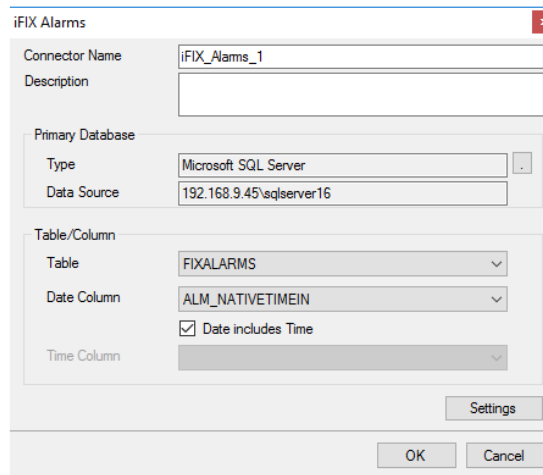 iFIX Alarms
Connector Name iFIX_Alarms_1
Description
Primary Database
Type Microsoft SQL Server .
Data Source 192.168.9.45\sqlserver16
Table/Column
Table FIXALARMS
Date Column ALM_NATIVETIMEIN
Date includes Time
Time Column
Settings
OK Cancel